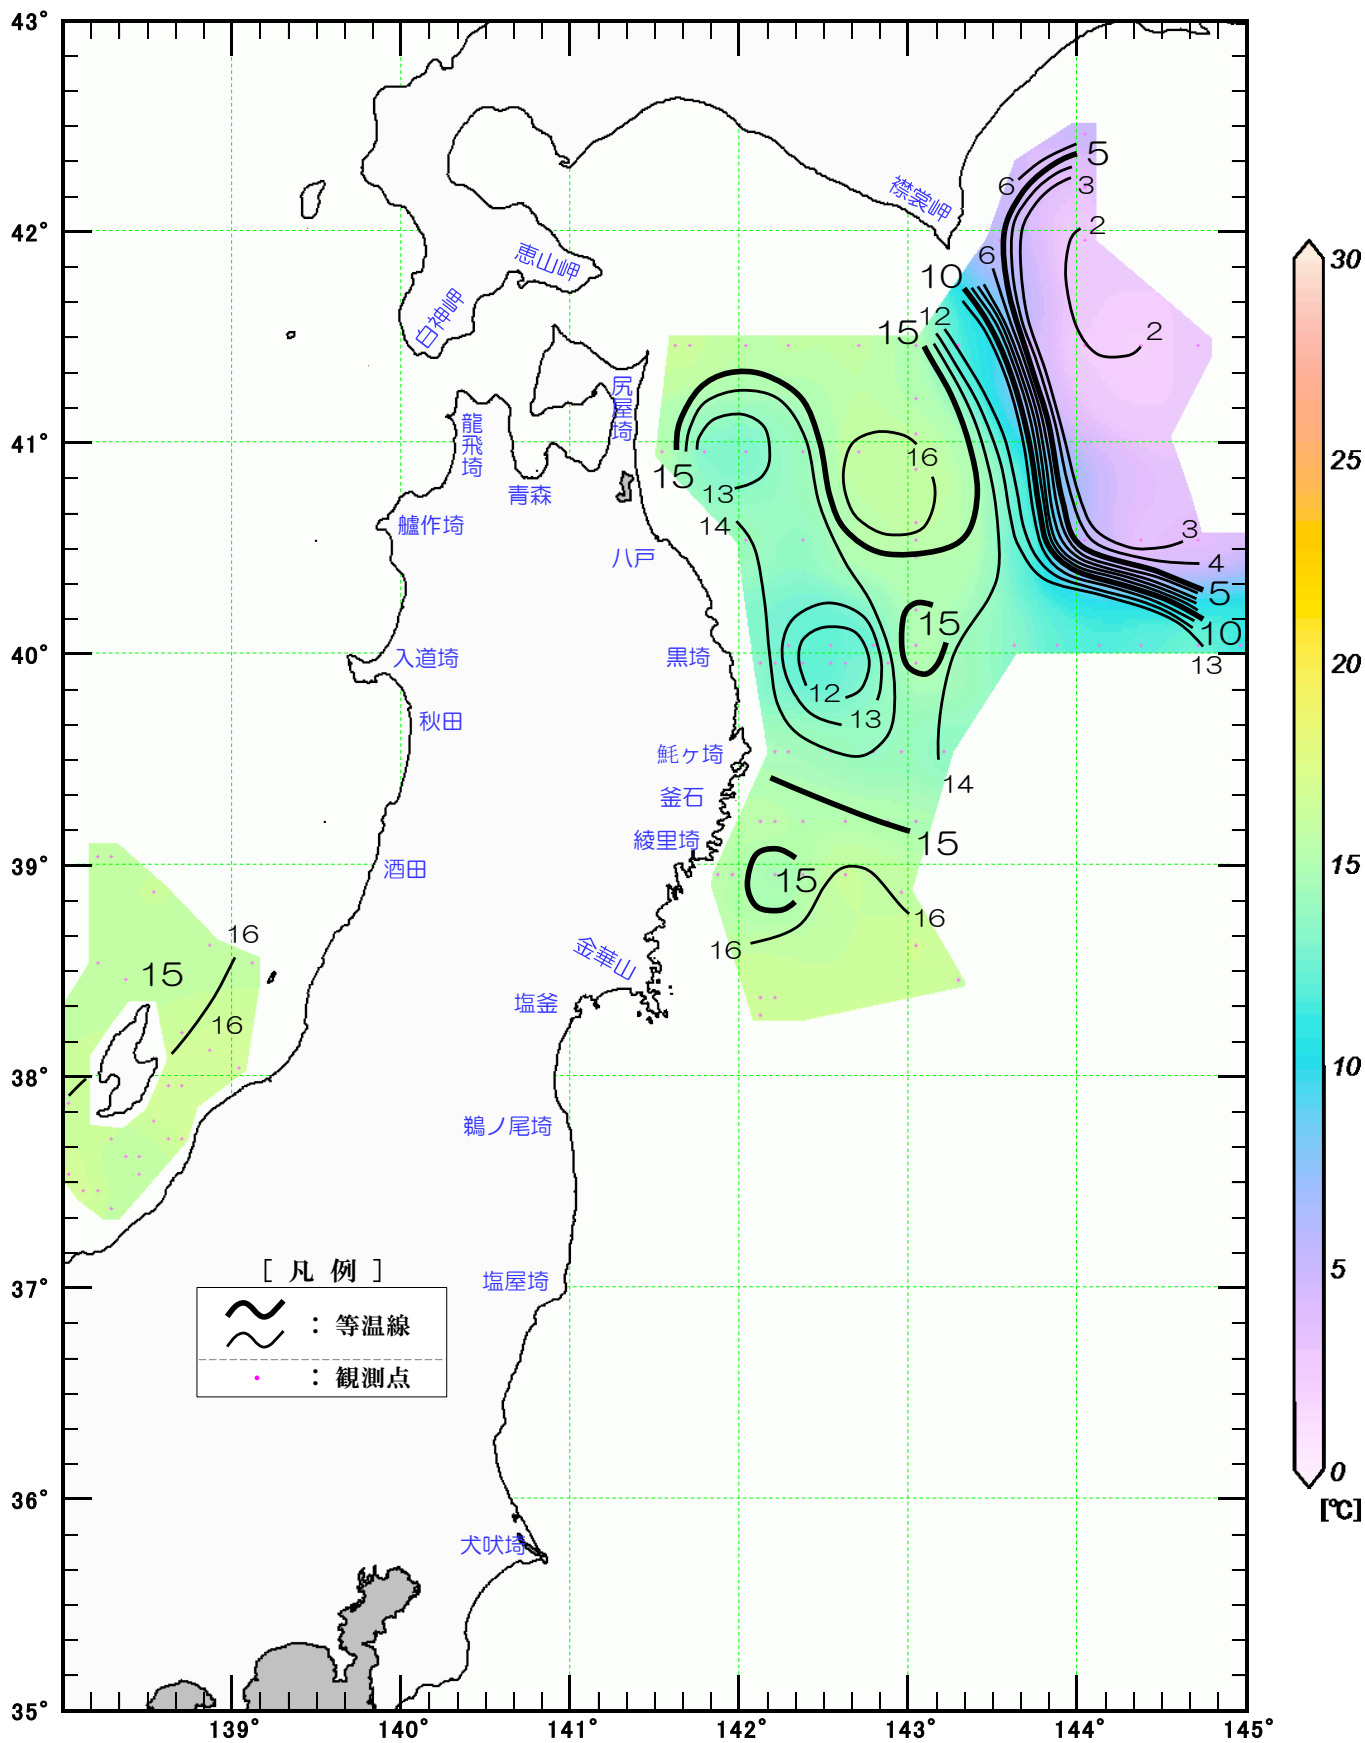 43°
5
6
3
襟裳岬
2
42°
恵山岬
6
10
30
白神岬
12
15
2
尻屋埼
龍飛埼
41°
16
15
25
13
青森
14
艫作埼
3
八戸
4
5
15
10
40°
入道埼
黒埼
13
20
12
13
秋田
魹ヶ埼
14
釜石
綾里埼
15
39°
酒田
15
15
16
16
16
金華山
15
塩釜
16
38°
10
鵜ノ尾埼
[ 凡 例 ]
5
37°
塩屋埼
: 等温線
: 観測点
0
36°
[℃]
犬吠埼
35°
139°
140°
141°
142°
143°
144°
145°